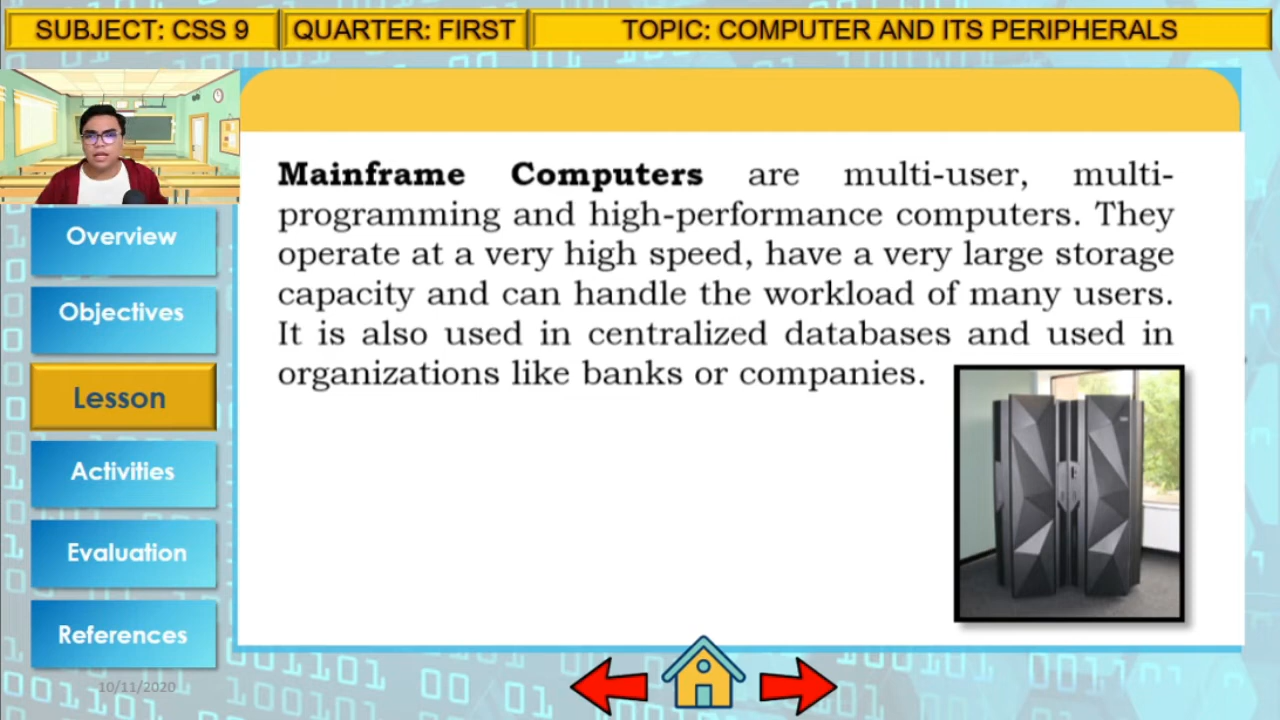 SUBJECT: CSS 9
QUARTER: FIRST
TOPIC: COMPUTER AND ITS PERIPHERALS
Mainframe Computers are multi-user, multi-
programming and high-performance computers. They
operate at a very high speed, have a very large storage
capacity and can handle the workload of many users.
It is also used in centralized databases and used in
organizations like banks or companies.
Overview
Objectives
Lesson
Activities
Evaluation
References
10/11/2020